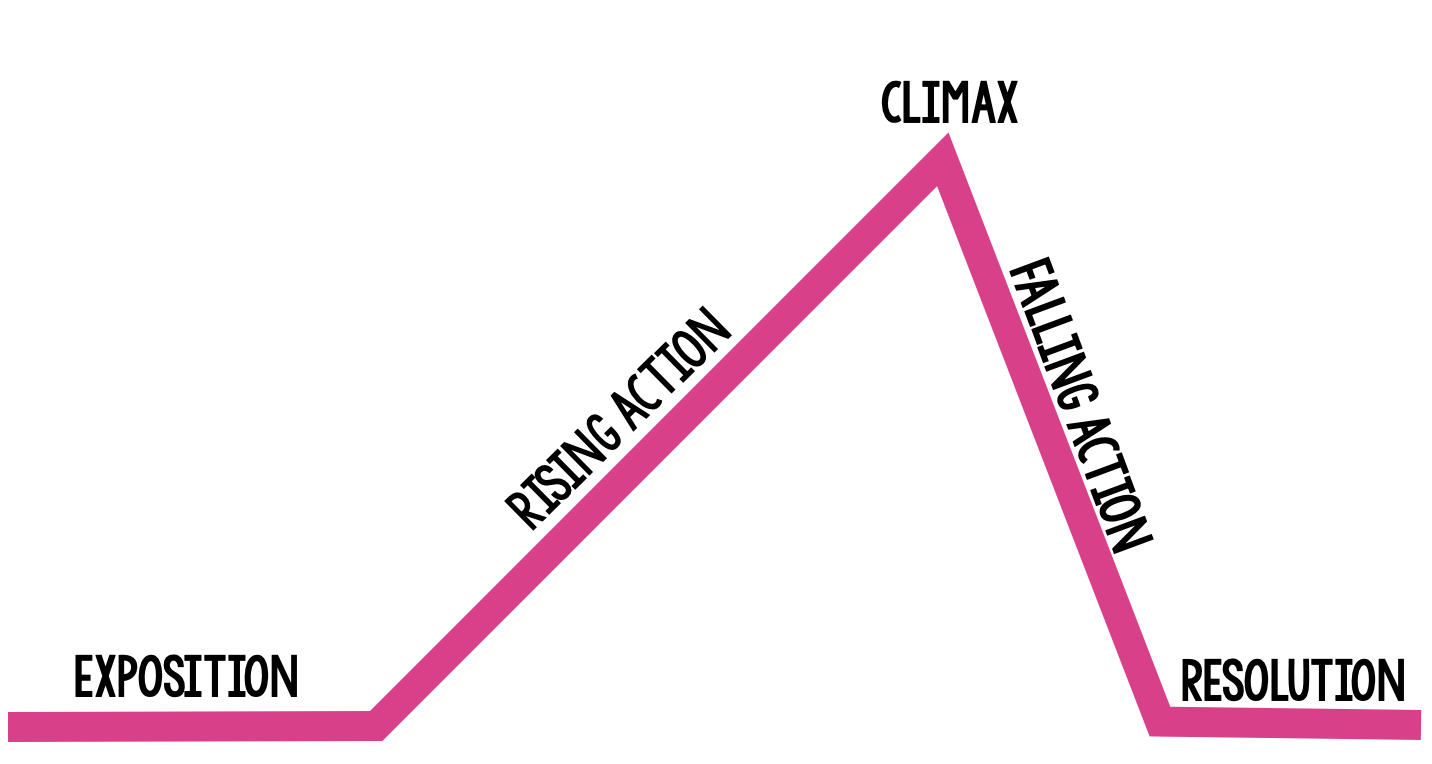 CLIMAX
RISING ACTION
FALLING ACTION
EXPOSITION
RESOLUTION